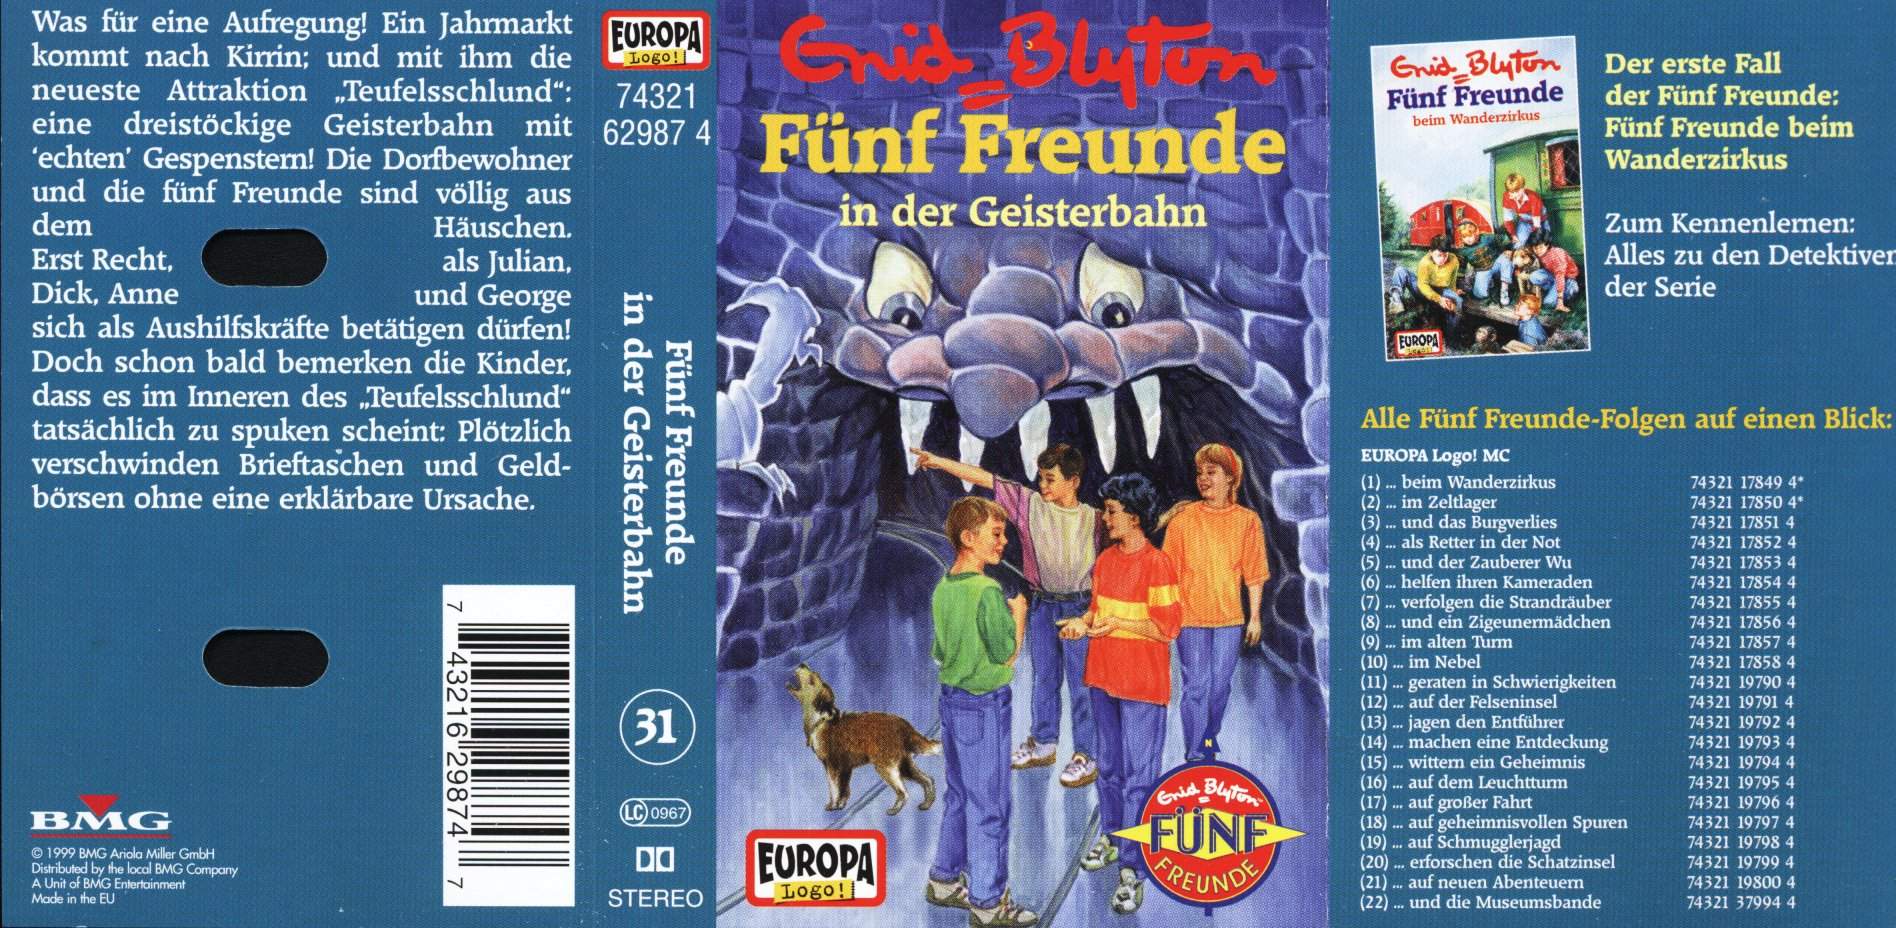 Was für eine Aufregung! Ein Jahrmarkt
kommt nach Kirrin; und mit ihm die
neueste Attraktion „Teufelsschlund“:
eine dreistöckige Geisterbahn mit
‘echten’ Gespenstern! Die Dorfbewohner
und die fünf Freunde sind völlig aus
dem Häuschen.
Erst Recht, als Julian,
Dick, Anne und George
sich als Aushilfskräfte betätigen dürfen!
Doch schon bald bemerken die Kinder,
dass es im Inneren des „Teufelsschlund“
tatsächlich zu spuken scheint: Plötzlich
verschwinden Brieftaschen und Geld-
börsen ohne eine erklärbare Ursache.
7 43216 29874 7
BMG
© 1999 BMG Ariola Miller GmbH
Distributed by the local BMG Company
A Unit of BMG Entertainment
Made in the EU
EUROPA
Logo!
74321
62987 4
Fünf Freunde
in der Geisterbahn
31
LC 0967
STEREO
Enid Blyton
Fünf Freunde
in der Geisterbahn
EUROPA
Logo!
N
Enid Blyton
FÜNF
FREUNDE
Enid Blyton
Fünf Freunde
beim Wanderzirkus
EUROPA
Der erste Fall
der Fünf Freunde:
Fünf Freunde beim
Wanderzirkus
Zum Kennenlernen:
Alles zu den Detektiven
der Serie
Alle Fünf Freunde-Folgen auf einen Blick:
EUROPA Logo! MC
(1) ... beim Wanderzirkus 74321 17849 4*
(2) ... im Zeltlager 74321 17850 4*
(3) ... und das Burgverlies 74321 17851 4
(4) ... als Retter in der Not 74321 17852 4
(5) ... und der Zauberer Wu 74321 17853 4
(6) ... helfen ihren Kameraden 74321 17854 4
(7) ... verfolgen die Strandräuber 74321 17855 4
(8) ... und ein Zigeunermädchen 74321 17856 4
(9) ... im alten Turm 74321 17857 4
(10) ... im Nebel 74321 17858 4
(11) ... geraten in Schwierigkeiten 74321 19790 4
(12) ... auf der Felseninsel 74321 19791 4
(13) ... jagen den Entführer 74321 19792 4
(14) ... machen eine Entdeckung 74321 19793 4
(15) ... wittern ein Geheimnis 74321 19794 4
(16) ... auf dem Leuchtturm 74321 19795 4
(17) ... auf großer Fahrt 74321 19796 4
(18) ... auf geheimnisvollen Spuren 74321 19797 4
(19) ... auf Schmugglerjagd 74321 19798 4
(20) ... erforschen die Schatzinsel 74321 19799 4
(21) ... auf neuen Abenteuern 74321 19800 4
(22) ... und die Museumsbande 74321 37994 4